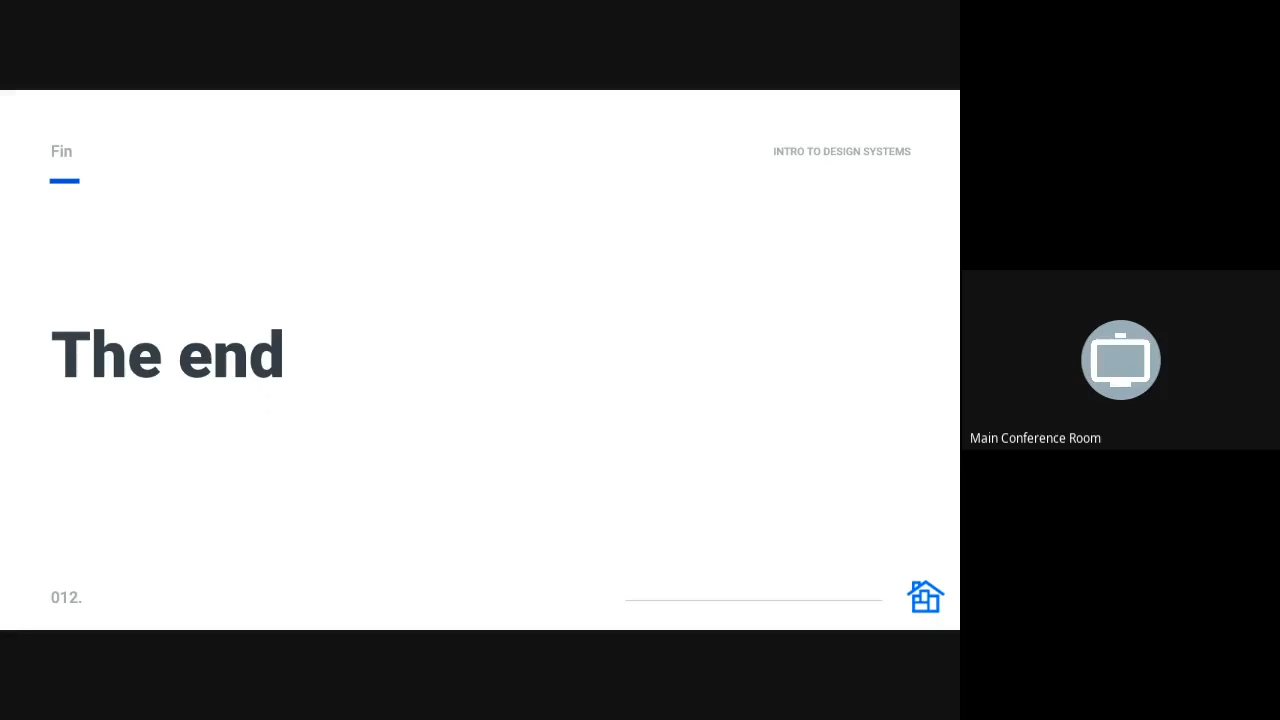 Fin
INTRO TO DESIGN SYSTEMS
The end
012.
Main Conference Room